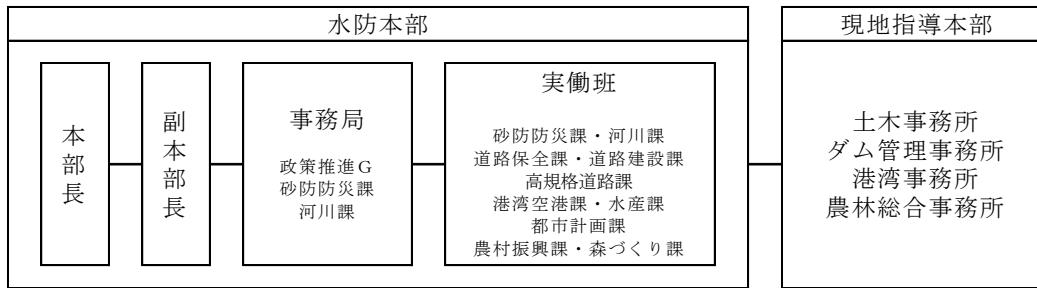 水防本部
現地指導本部
本部長
副本部長
事務局
政策推進G
砂防防災課
河川課
実働班
砂防防災課・河川課
道路保全課・道路建設課
高規格道路課
港湾空港課・水産課
都市計画課
農村振興課・森づくり課
土木事務所
ダム管理事務所
港湾事務所
農林総合事務所